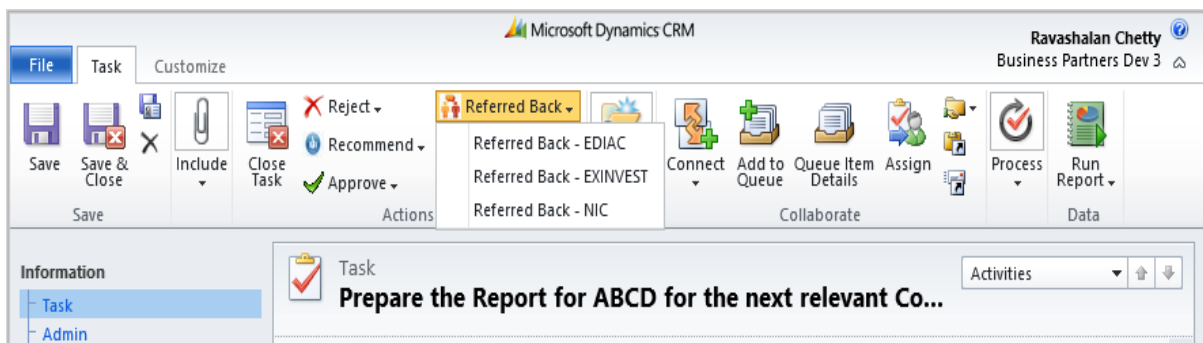 Microsoft Dynamics CRM
Ravashalan Chetty
Business Partners Dev 3
File Task Customize
Save
Save & Close
Include
Close Task
Reject
Recommend
Approve
Referred Back
Referred Back - EDIAC
Referred Back - EXINVEST
Referred Back - NIC
Connect
Add to Queue
Queue Item Details
Assign
Process
Run Report
Save Actions Collaborate Data
Information
Task
Admin
Task
Prepare the Report for ABCD for the next relevant Co...
Activities